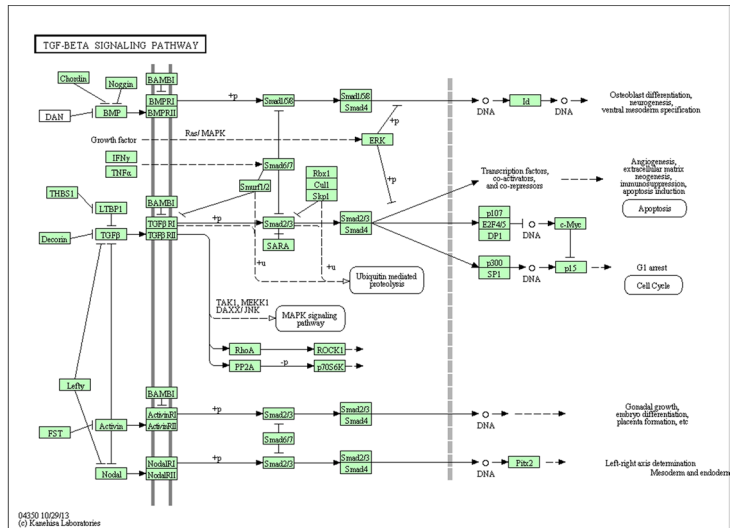 TGF-BETA SIGNALING PATHWAY
Chordin
Noggin
BAMBI
DAN
BMP
BMPRI
BMPRII
+p
Smad1/5/8
Smad1/5/8
Smad4
DNA
Id
DNA
Osteoblast differentiation,
neurogenesis,
ventral mesoderm specification
Growth factor
Ras/ MAPK
ERK
+p
+p
IFNγ
TNFα
Smad6/7
Smurf1/2
Rbx1
Cul1
Skp1
Transcription factors,
co-activators,
and co-repressors
Angiogenesis,
extracellular matrix
neogenesis,
immunosuppression,
apoptosis induction
Apoptosis
THBS1
LTBP1
BAMBI
Decorin
TGFβ
TGFβ RI
TGFβ RII
+p
Smad2/3
SARA
Smad2/3
Smad4
p107
E2F4/5
DP1
DNA
c-Myc
+u
+u
Ubiquitin mediated
proteolysis
p300
SP1
DNA
p15
G1 arrest
Cell Cycle
TAK1, MEKK1
DAXX/ JNK
MAPK signaling
pathway
RhoA
ROCK1
PP2A
-p
p70S6K
Lefty
BAMBI
FST
Activin
ActivinRI
ActivinRII
+p
Smad2/3
Smad2/3
Smad4
DNA
Gonadal growth,
embryo differentiation,
placenta formation, etc
Smad6/7
Nodal
NodalRI
NodalRII
+p
Smad2/3
Smad2/3
Smad4
DNA
Pitx2
Left-right axis determination
Mesoderm and endoderm
04350 10/29/13
(c) Kanehisa Laboratories